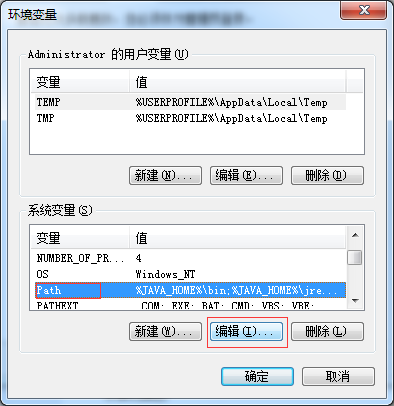 环境变量
Administrator 的用户变量(U)
变量 值
TEMP %USERPROFILE%\AppData\Local\Temp
TMP %USERPROFILE%\AppData\Local\Temp
新建(N)... 编辑(E)... 删除(D)
系统变量(S)
变量 值
NUMBER_OF_PR... 4
OS Windows_NT
Path %JAVA_HOME%\bin;%JAVA_HOME%\jre...
PATHEXT .COM;.EXE;.BAT;.CMD;.VBS;.VBE;
新建(W)... 编辑(I)... 删除(L)
确定 取消